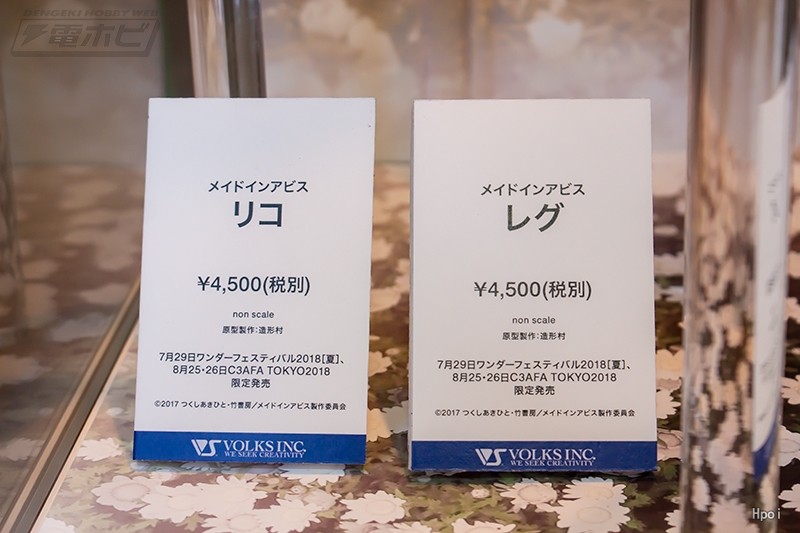 DENGEKI HOBBY WEB
電ホビ
メイドインアビス
リコ
¥4,500(税別)
non scale
原型製作:造形村
7月29日ワンダーフェスティバル2018[夏]、
8月25・26日C3AFA TOKYO2018
限定発売
©2017 つくしあきひと・竹書房/メイドインアビス製作委員会
VS VOLKS INC.
WE SEEK CREATIVITY
メイドインアビス
レグ
¥4,500(税別)
non scale
原型製作:造形村
7月29日ワンダーフェスティバル2018[夏]、
8月25・26日C3AFA TOKYO2018
限定発売
©2017 つくしあきひと・竹書房/メイドインアビス製作委員会
VS VOLKS INC.
WE SEEK CREATIVITY
Hpoi